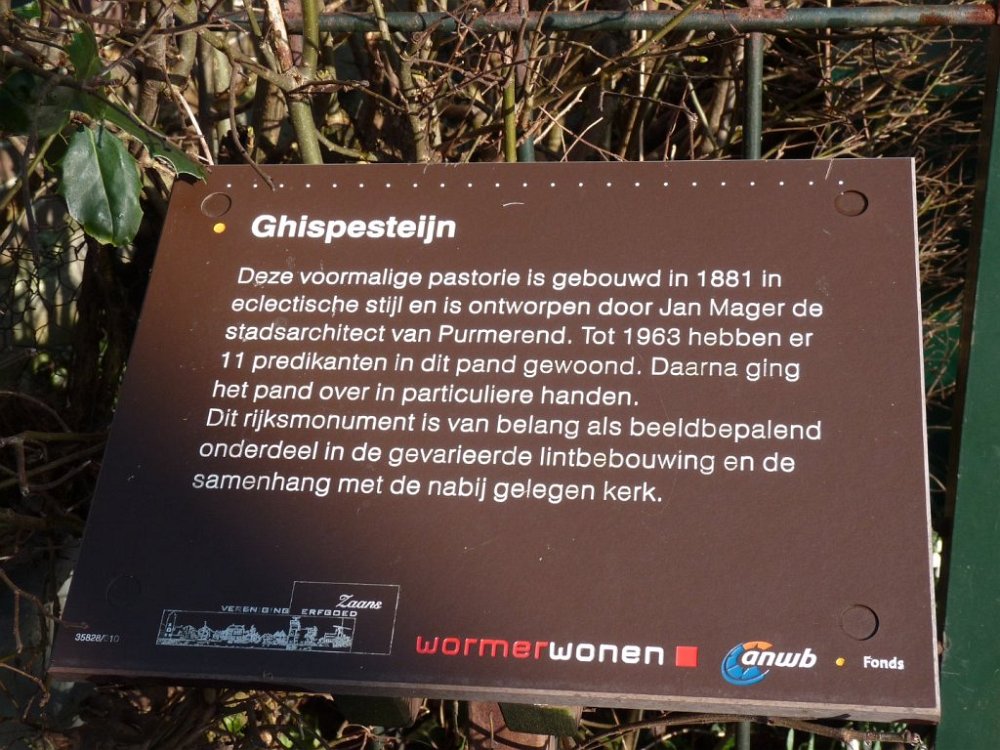 Ghispesteijn
Deze voormalige pastorie is gebouwd in 1881 in
eclectische stijl en is ontworpen door Jan Mager de
stadsarchitect van Purmerend. Tot 1963 hebben er
11 predikanten in dit pand gewoond. Daarna ging
het pand over in particuliere handen.
Dit rijksmonument is van belang als beeldbepalend
onderdeel in de gevarieerde lintbebouwing en de
samenhang met de nabij gelegen kerk.
Zaans
VERENIGING ERFGOED
wormerwonen
anwb
Fonds